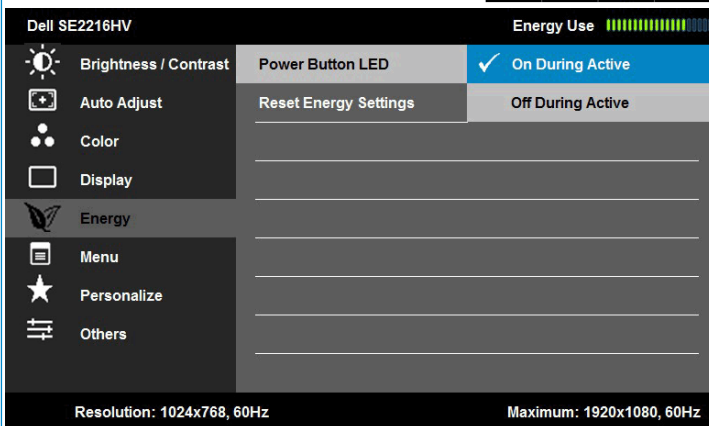 Dell SE2216HV Energy Use
Brightness / Contrast Power Button LED On During Active
Auto Adjust Reset Energy Settings Off During Active
Color
Display
Energy
Menu
Personalize
Others
Resolution: 1024x768, 60Hz Maximum: 1920x1080, 60Hz